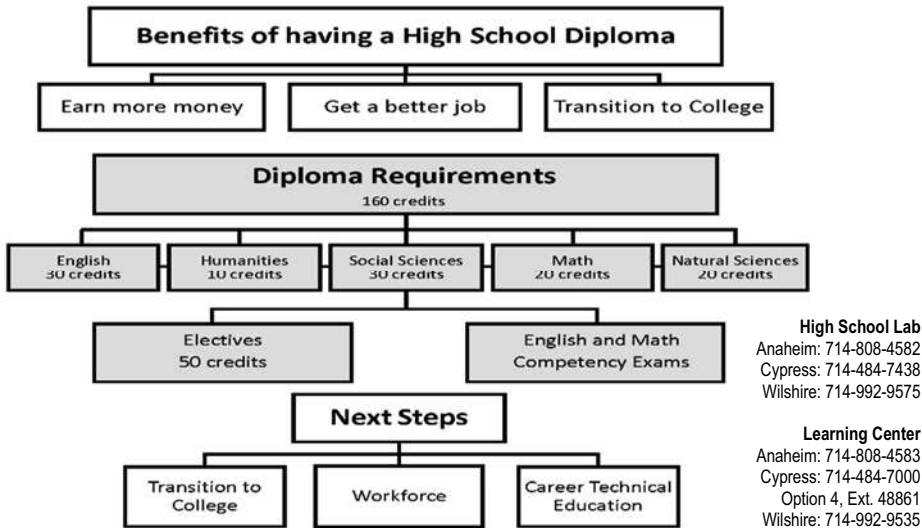 Benefits of having a High School Diploma
Earn more money
Get a better job
Transition to College
Diploma Requirements
160 credits
English
30 credits
Humanities
10 credits
Social Sciences
30 credits
Math
20 credits
Natural Sciences
20 credits
Electives
50 credits
English and Math
Competency Exams
Next Steps
Transition to
College
Workforce
Career Technical
Education
High School Lab
Anaheim: 714-808-4582
Cypress: 714-484-7438
Wilshire: 714-992-9575
Learning Center
Anaheim: 714-808-4583
Cypress: 714-484-7000
Option 4, Ext. 48861
Wilshire: 714-992-9535